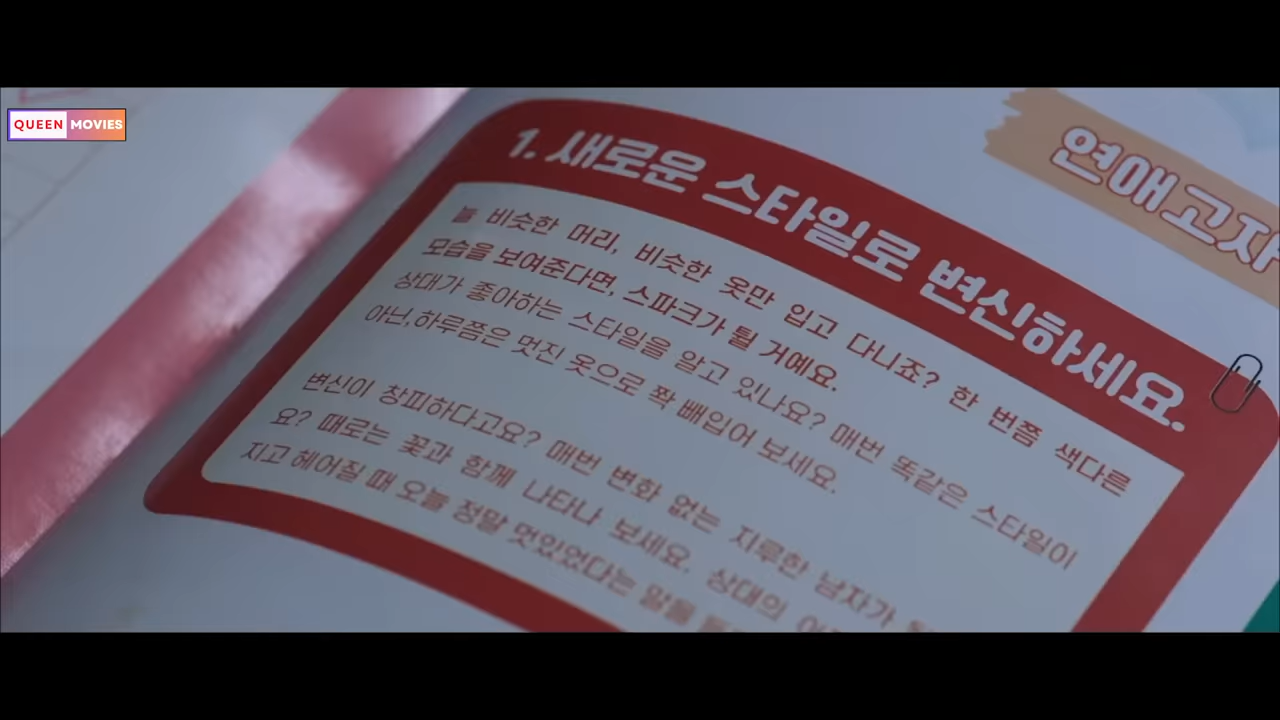 QUEEN MOVIES
연애고자
1. 새로운 스타일로 변신하세요.
늘 비슷한 머리, 비슷한 옷만 입고 다니죠? 한 번쯤 색다른
모습을 보여준다면, 스파크가 튈 거예요.
상대가 좋아하는 스타일을 알고 있나요? 매번 똑같은 스타일이
아닌,하루쯤은 멋진 옷으로 쫙 빼입어 보세요.
변신이 창피하다고요? 매번 변화 없는 지루한 남자가
요? 때로는 꽃과 함께 나타나 보세요. 상대의
지고 헤어질 때 오늘 정말 멋있었다는 말을